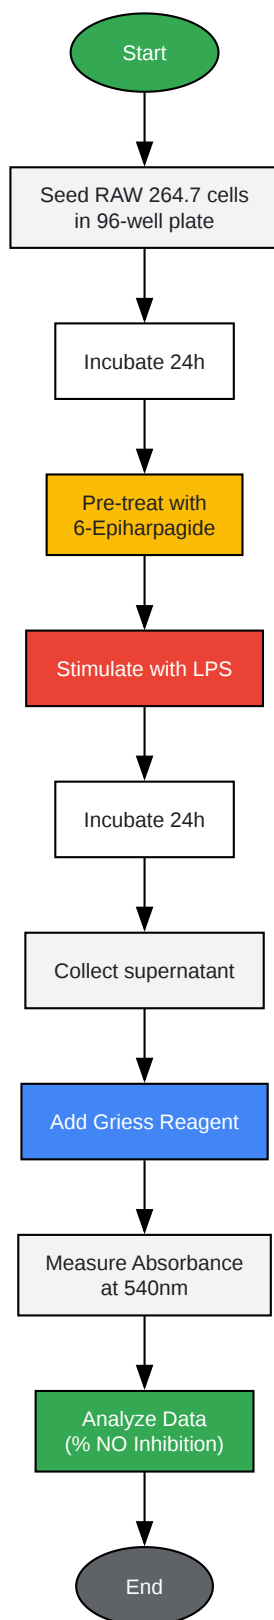 Start
Seed RAW 264.7 cells
in 96-well plate
Incubate 24h
Pre-treat with
6-Epiharpagide
Stimulate with LPS
Incubate 24h
Collect supernatant
Add Griess Reagent
Measure Absorbance
at 540nm
Analyze Data
(% NO Inhibition)
End